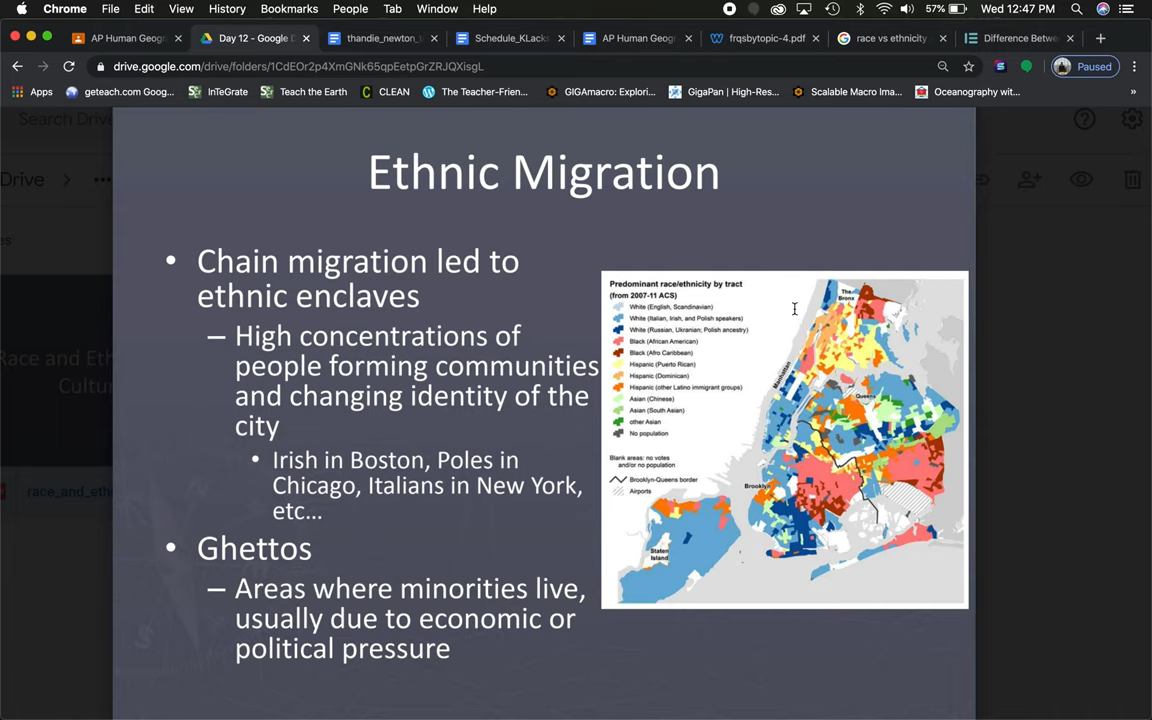 Chrome File Edit View History Bookmarks People Tab Window Help 57% Wed 12:47 PM
AP Human Geogr Day 12 - Google D thandie_newton_t Schedule_KLacks AP Human Geog frqsbytopic-4.pdf race vs ethnicity Difference Betwe
drive.google.com/drive/folders/1CdEOr2p4XmGNk65qpEetpGrZRJQXisgL Paused
Apps geteach.com Goog... InTeGrate Teach the Earth CLEAN The Teacher-Frien... GIGAmacro: Explori... GigaPan | High-Res... Scalable Macro Ima... Oceanography wit... »
Search Driv
Drive
Ethnic Migration
• Chain migration led to
ethnic enclaves
– High concentrations of
people forming communities
and changing identity of the
city
• Irish in Boston, Poles in
Chicago, Italians in New York,
etc...
• Ghettos
– Areas where minorities live,
usually due to economic or
political pressure
Predominant race/ethnicity by tract
(from 2007-11 ACS)
White (English, Scandinavian)
White (Italian, Irish, and Polish speakers)
White (Russian, Ukranian; Polish ancestry)
Black (African American)
Black (Afro Caribbean)
Hispanic (Puerto Rican)
Hispanic (Dominican)
Hispanic (other Latino immigrant groups)
Asian (Chinese)
Asian (South Asian)
other Asian
No population
Blank areas: no votes
and/or no population
Brooklyn-Queens border
Airports
The
Bronx
Manhattan
Queens
Brooklyn
Staten
Island
Race and Eth
Cultu
race_and_ethn